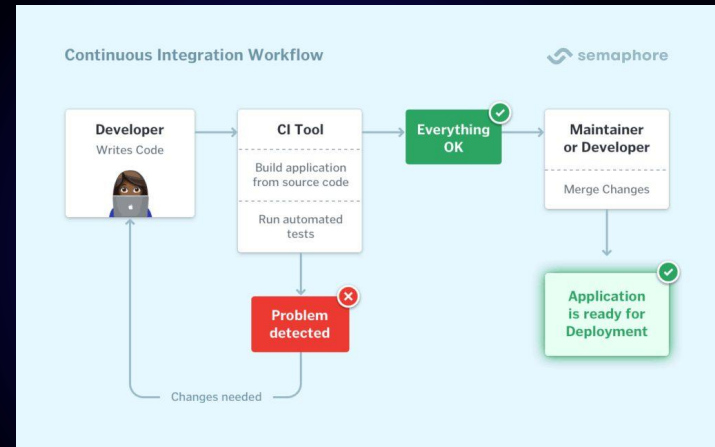 Continuous Integration Workflow
semaphore
Developer
Writes Code
CI Tool
Build application
from source code
Run automated
tests
Everything
OK
Maintainer
or Developer
Merge Changes
Problem
detected
Application
is ready for
Deployment
Changes needed